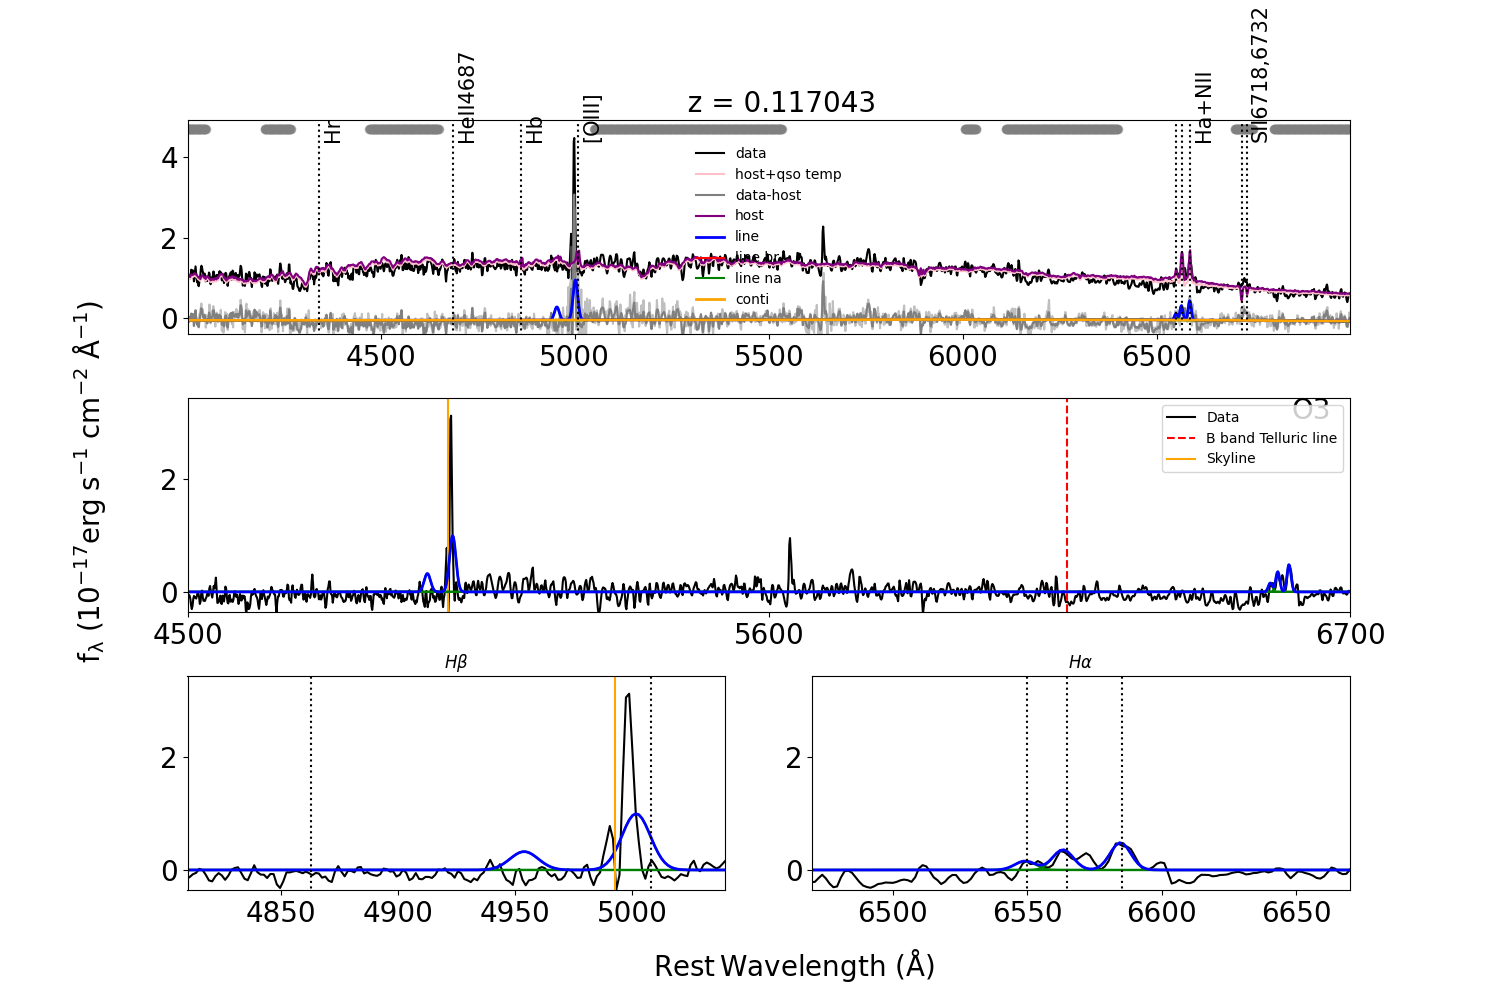 z = 0.117043
Hr
HeII4687
Hb
[OIII]
Ha+NII
SII6718,6732
data
host+qso temp
data-host
host
line
line br
line na
conti
4
2
0
4500 5000 5500 6000 6500
f_λ (10^−17 erg s^−1 cm^−2 Å^−1)
O3
Data
B band Telluric line
Skyline
2
0
4500 5600 6700
Hβ
2
0
4850 4900 4950 5000
Hα
2
0
6500 6550 6600 6650
Rest Wavelength (Å)